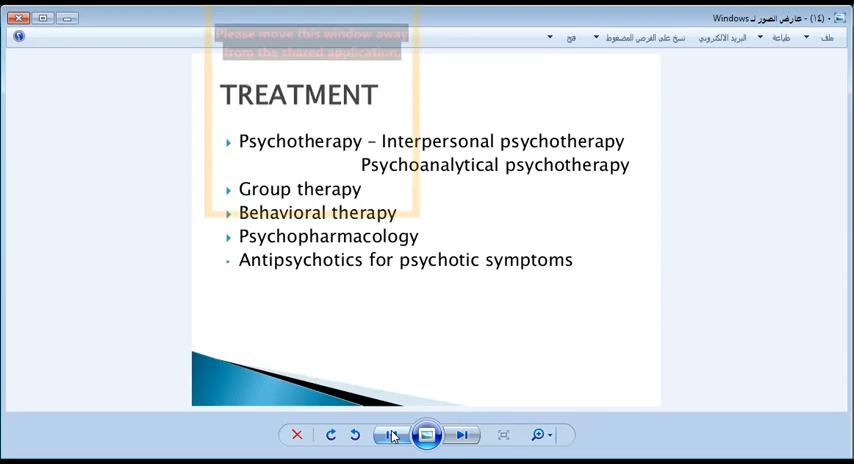 (١٤) - عارض الصور لـ Windows
ملف طباعة البريد الالكتروني نسخ على القرص المضغوط فتح
Please move this window away
from the shared application.
TREATMENT
Psychotherapy – Interpersonal psychotherapy
Psychoanalytical psychotherapy
Group therapy
Behavioral therapy
Psychopharmacology
Antipsychotics for psychotic symptoms